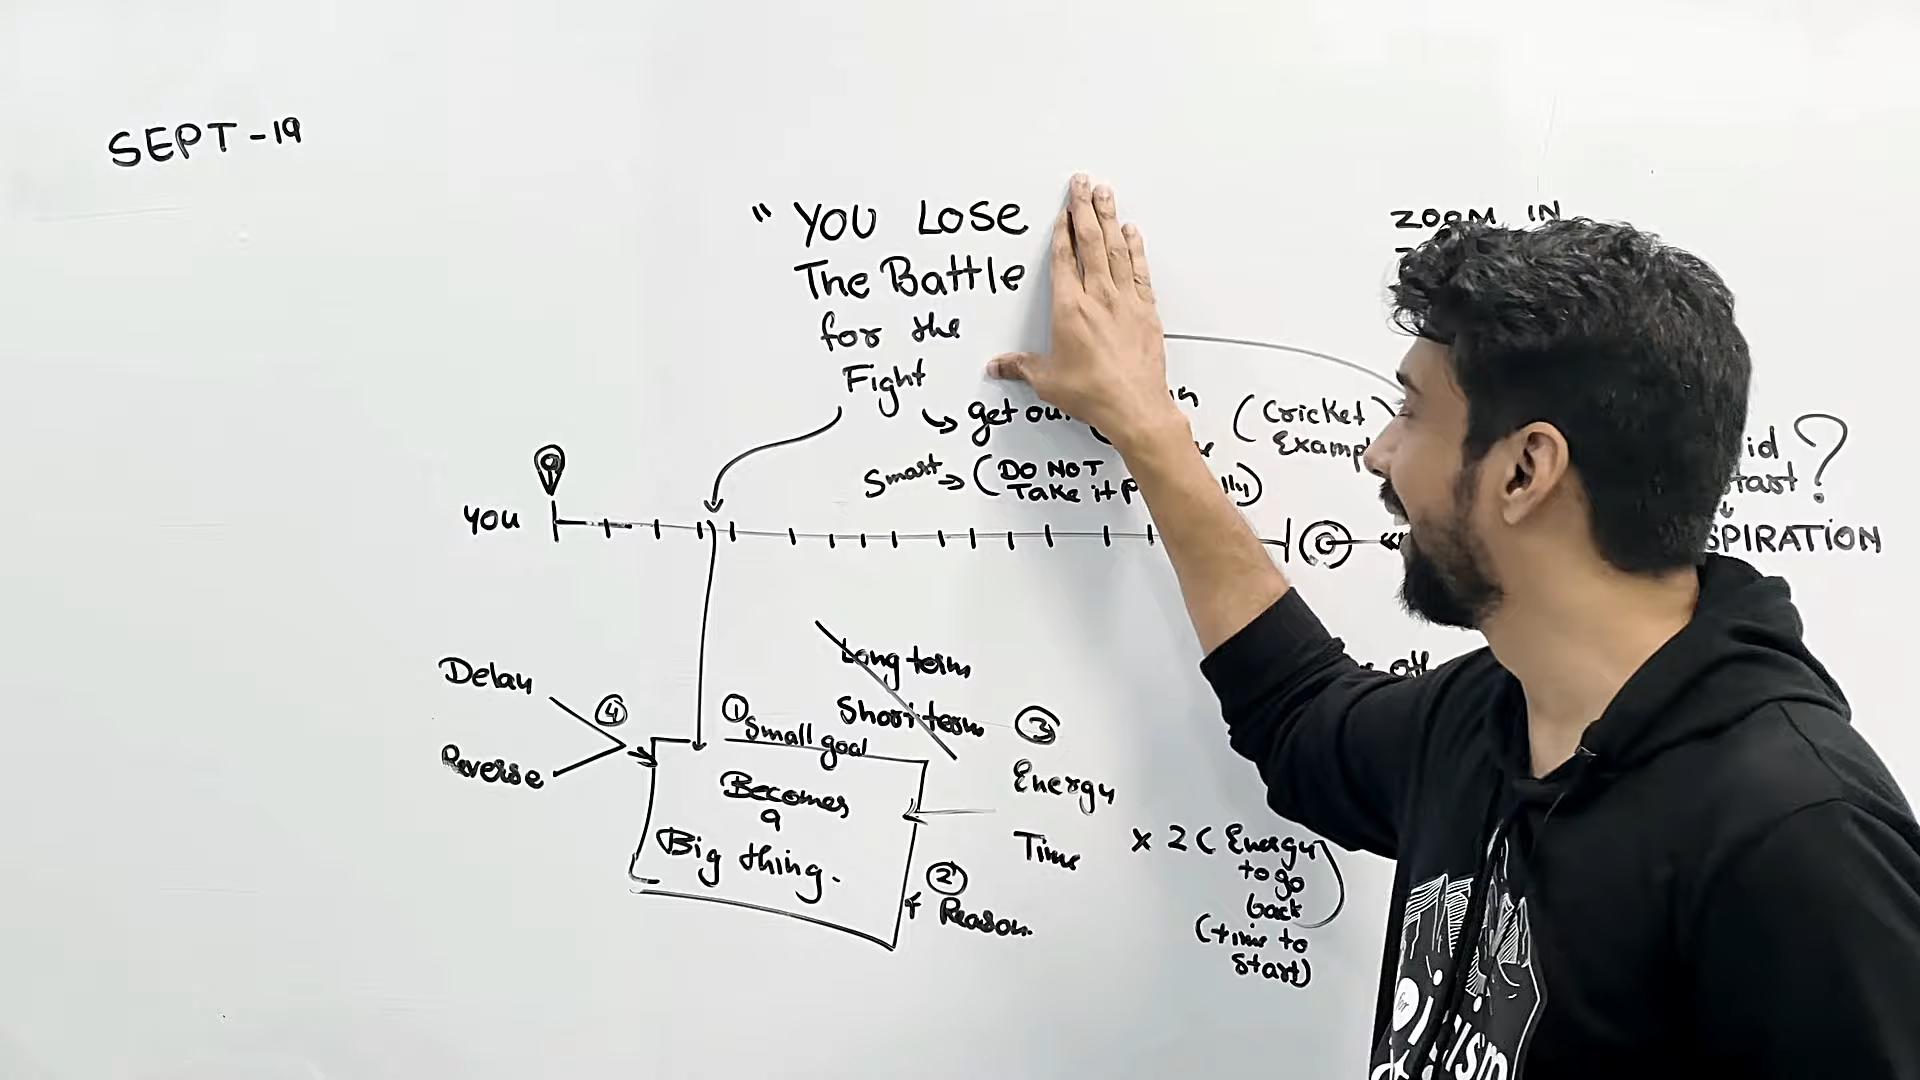 SEPT-19
ZOOM IN
" YOU LOSE
The Battle
for the
Fight
get out
(Cricket)
Smart → (DO NOT
Take it
id
tart ?
YOU
SPIRATION
Long term
Short term
Delay
Reverse
④
① Small goal
Becomes
a
Big thing.
③
Energy
Time
② Reason.
x 2 ( Energy
to go
back
(time to
start)